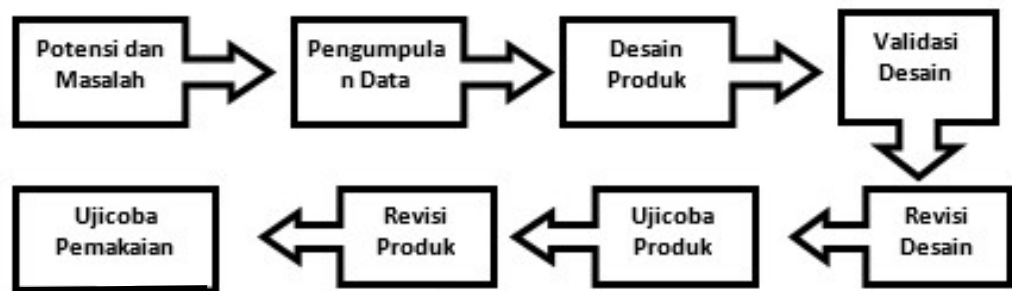 Potensi dan
Masalah
Pengumpula
n Data
Desain
Produk
Validasi
Desain
Revisi
Desain
Ujicoba
Produk
Revisi
Produk
Ujicoba
Pemakaian